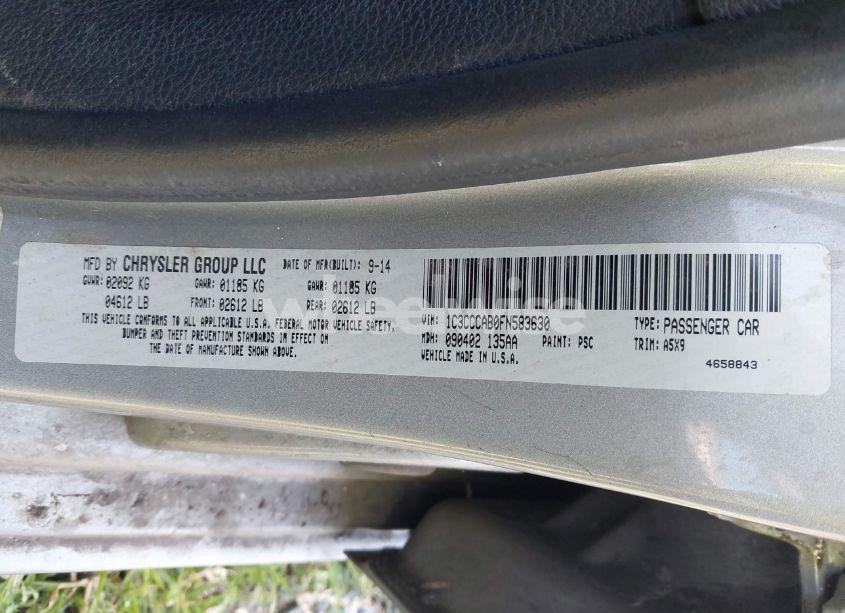 MFD BY CHRYSLER GROUP LLC DATE OF MFR(BUILT): 9-14
GVWR: 02092 KG GAWR: 01185 KG GAWR: 01185 KG
04612 LB FRONT: 02612 LB REAR: 02612 LB
THIS VEHICLE CONFORMS TO ALL APPLICABLE U.S.A. FEDERAL MOTOR VEHICLE SAFETY,
BUMPER AND THEFT PREVENTION STANDARDS IN EFFECT ON
THE DATE OF MANUFACTURE SHOWN ABOVE.
VIN: 1C3CCCAB0FN583630 TYPE: PASSENGER CAR
MDH: 090402 135AA PAINT: PSC TRIM: A5X9
VEHICLE MADE IN U.S.A. 4658843
wheelwice